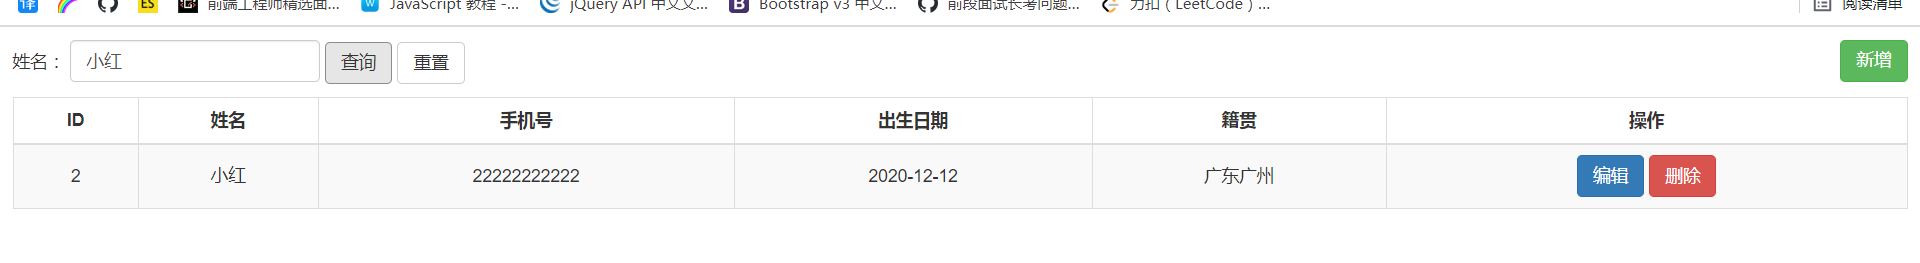 译 ES 前端工程师精选面... W JavaScript 教程 -... jQuery API 中文文... B Bootstrap v3 中文... 前段面试长考问题... 力扣（LeetCode）... 阅读清单
姓名： 小红 查询 重置 新增
ID 姓名 手机号 出生日期 籍贯 操作
2 小红 22222222222 2020-12-12 广东广州 编辑 删除